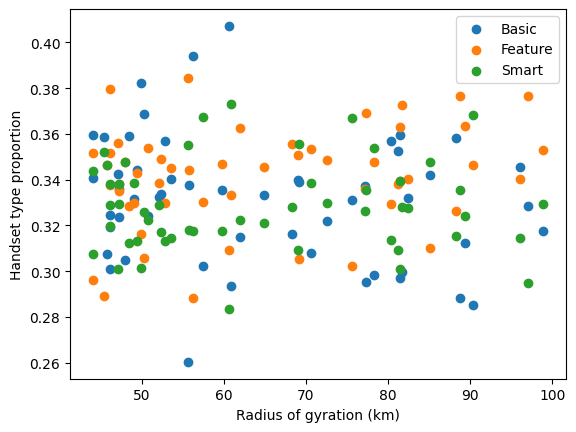 Basic
Feature
Smart
Handset type proportion
0.40
0.38
0.36
0.34
0.32
0.30
0.28
0.26
50 60 70 80 90 100
Radius of gyration (km)